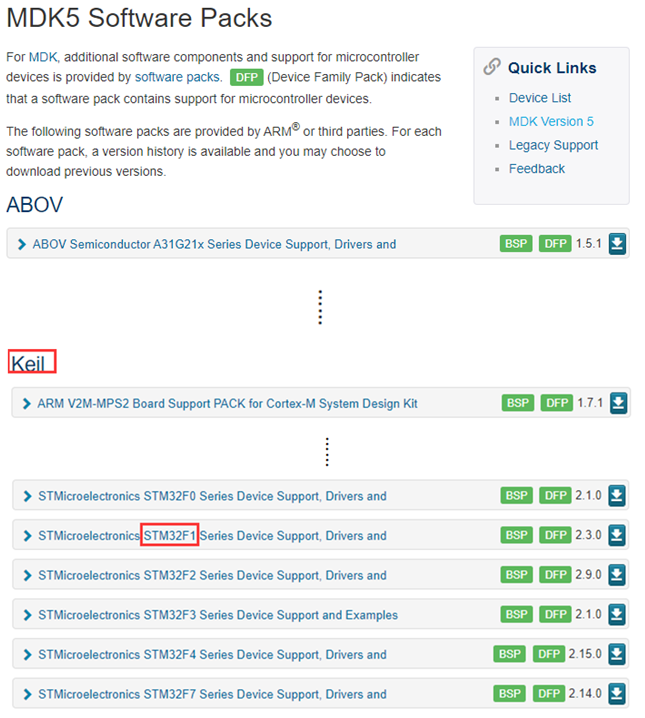 MDK5 Software Packs
For MDK, additional software components and support for microcontroller
devices is provided by software packs. DFP (Device Family Pack) indicates
that a software pack contains support for microcontroller devices.
The following software packs are provided by ARM® or third parties. For each
software pack, a version history is available and you may choose to
download previous versions.
Quick Links
Device List
MDK Version 5
Legacy Support
Feedback
ABOV
ABOV Semiconductor A31G21x Series Device Support, Drivers and BSP DFP 1.5.1
Keil
ARM V2M-MPS2 Board Support PACK for Cortex-M System Design Kit BSP DFP 1.7.1
STMicroelectronics STM32F0 Series Device Support, Drivers and BSP DFP 2.1.0
STMicroelectronics STM32F1 Series Device Support, Drivers and BSP DFP 2.3.0
STMicroelectronics STM32F2 Series Device Support, Drivers and BSP DFP 2.9.0
STMicroelectronics STM32F3 Series Device Support and Examples BSP DFP 2.1.0
STMicroelectronics STM32F4 Series Device Support, Drivers and BSP DFP 2.15.0
STMicroelectronics STM32F7 Series Device Support, Drivers and BSP DFP 2.14.0